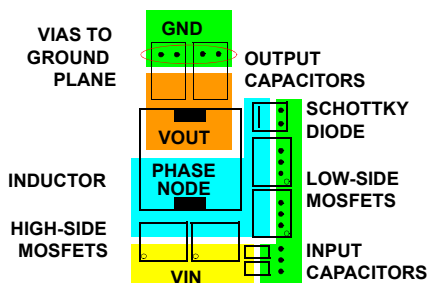 GND
VIAS TO
GROUND
PLANE
OUTPUT
CAPACITORS
SCHOTTKY
DIODE
VOUT
PHASE
NODE
INDUCTOR
LOW-SIDE
MOSFETS
HIGH-SIDE
MOSFETS
INPUT
CAPACITORS
VIN